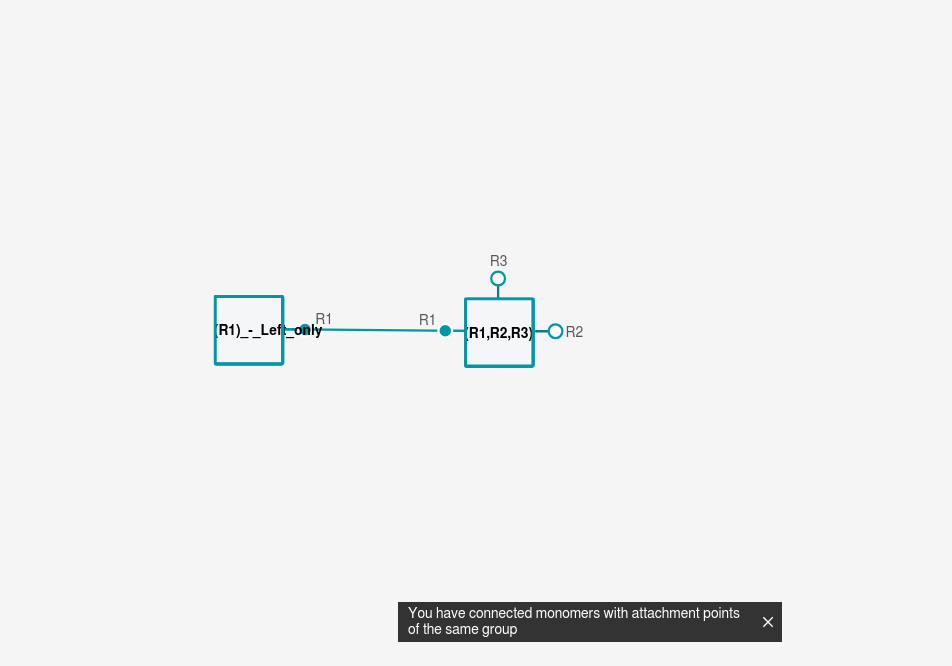 R3
R1
R1
(R1)_-_Left_only
(R1,R2,R3)
R2
You have connected monomers with attachment points
of the same group